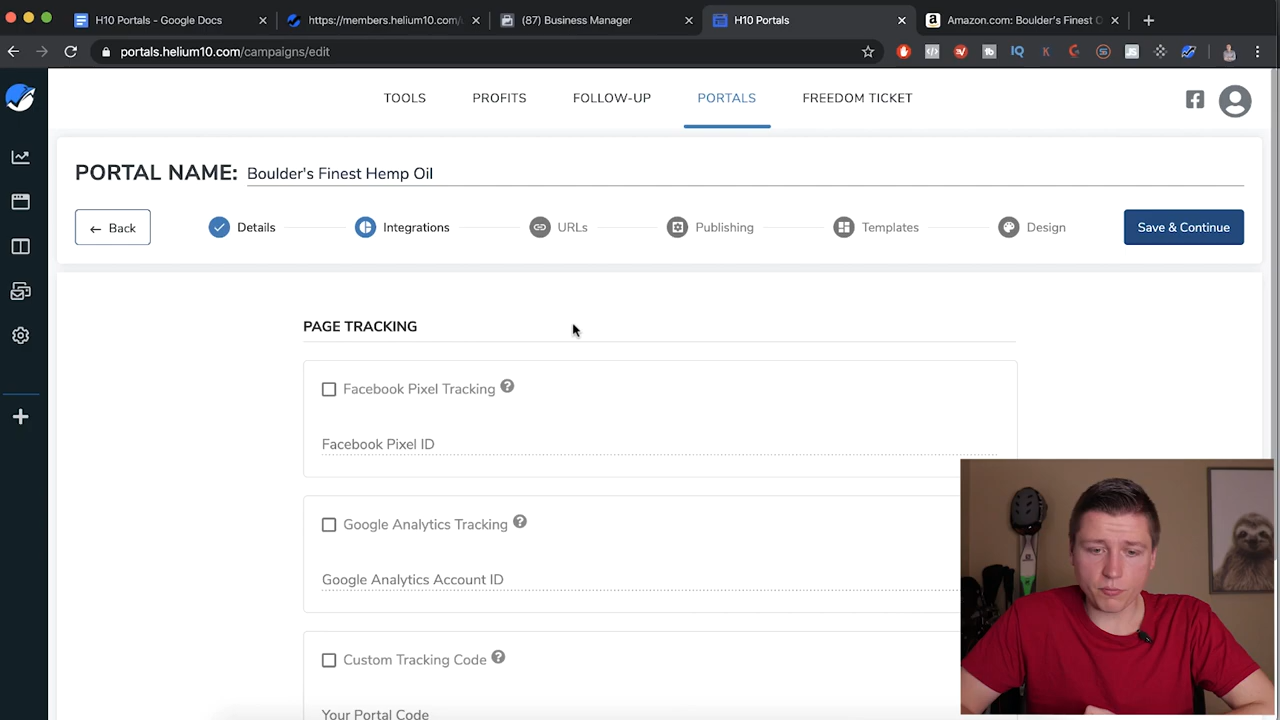 H10 Portals - Google Docs
https://members.helium10.com/
(87) Business Manager
H10 Portals
Amazon.com: Boulder's Finest O
portals.helium10.com/campaigns/edit
TOOLS
PROFITS
FOLLOW-UP
PORTALS
FREEDOM TICKET
PORTAL NAME: Boulder's Finest Hemp Oil
← Back
Details
Integrations
URLs
Publishing
Templates
Design
Save & Continue
PAGE TRACKING
Facebook Pixel Tracking
Facebook Pixel ID
Google Analytics Tracking
Google Analytics Account ID
Custom Tracking Code
Your Portal Code